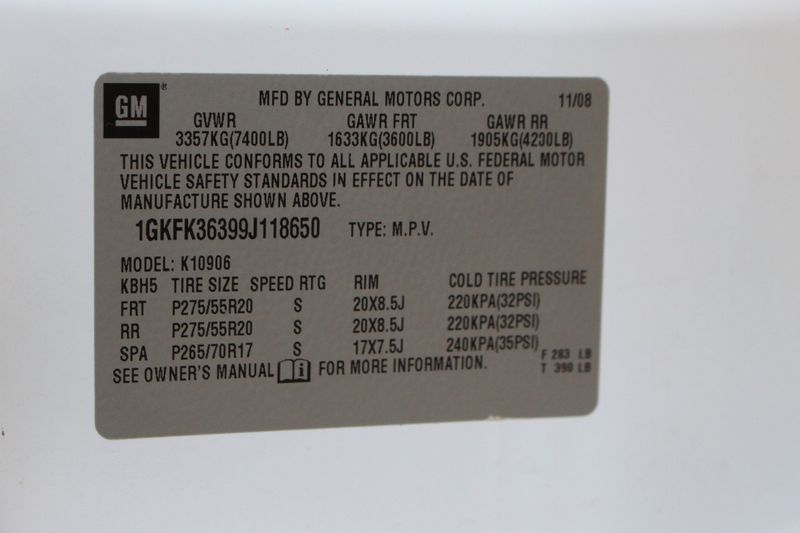 GM
MFD BY GENERAL MOTORS CORP. 11/08
GVWR GAWR FRT GAWR RR
3357KG(7400LB) 1633KG(3600LB) 1905KG(4200LB)
THIS VEHICLE CONFORMS TO ALL APPLICABLE U.S. FEDERAL MOTOR
VEHICLE SAFETY STANDARDS IN EFFECT ON THE DATE OF
MANUFACTURE SHOWN ABOVE.
1GKFK36399J118650 TYPE: M.P.V.
MODEL: K10906
KBH5 TIRE SIZE SPEED RTG RIM COLD TIRE PRESSURE
FRT P275/55R20 S 20X8.5J 220KPA(32PSI)
RR P275/55R20 S 20X8.5J 220KPA(32PSI)
SPA P265/70R17 S 17X7.5J 240KPA(35PSI)
F 283 LB
T 390 LB
SEE OWNER'S MANUAL FOR MORE INFORMATION.